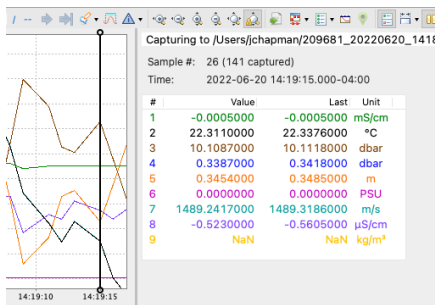 Capturing to /Users/jchapman/209681_20220620_1418
Sample #: 26 (141 captured)
Time: 2022-06-20 14:19:15.000-04:00
# Value Last Unit
1 -0.0005000 -0.0005000 mS/cm
2 22.3110000 22.3376000 °C
3 10.1087000 10.1118000 dbar
4 0.3387000 0.3418000 dbar
5 0.3454000 0.3485000 m
6 0.0000000 0.0000000 PSU
7 1489.2417000 1489.3186000 m/s
8 -0.5230000 -0.5605000 µS/cm
9 NaN NaN kg/m³
14:19:10 14:19:15